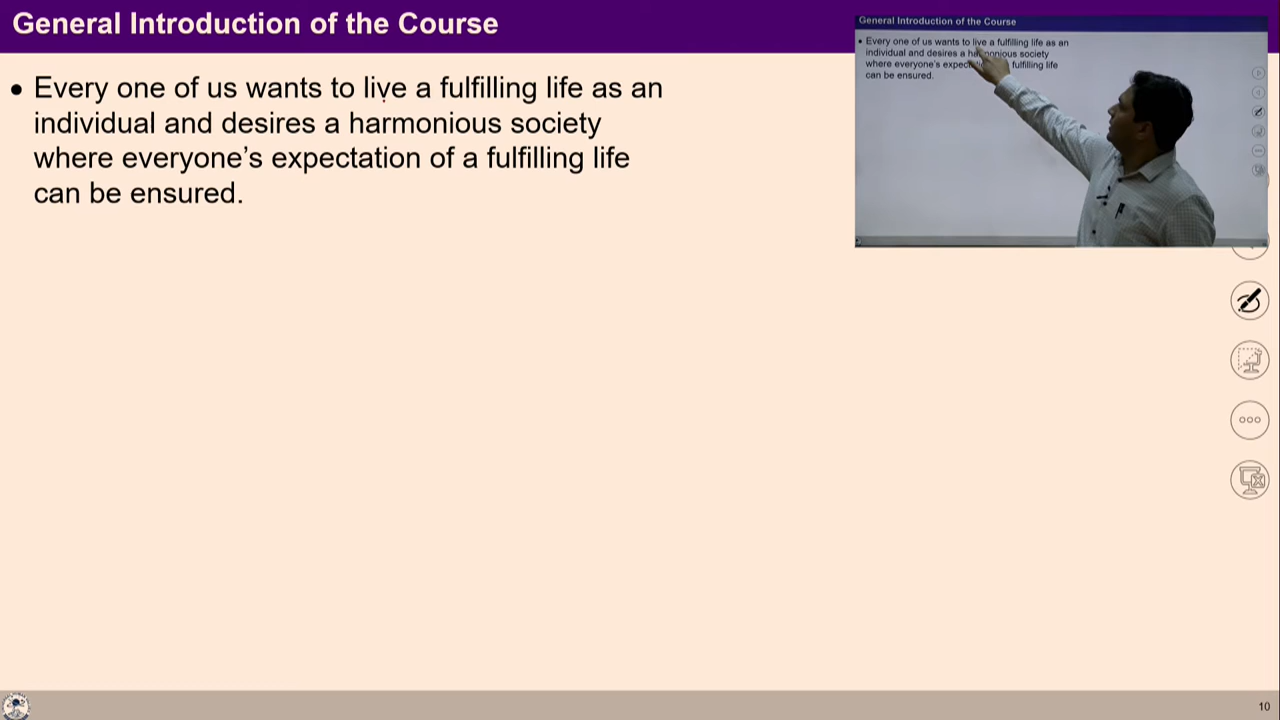 General Introduction of the Course
• Every one of us wants to live a fulfilling life as an
individual and desires a harmonious society
where everyone's expectation of a fulfilling life
can be ensured.
General Introduction of the Course
• Every one of us wants to live a fulfilling life as an
individual and desires a harmonious society
where everyone's fulfilling life
can be ensured.
10